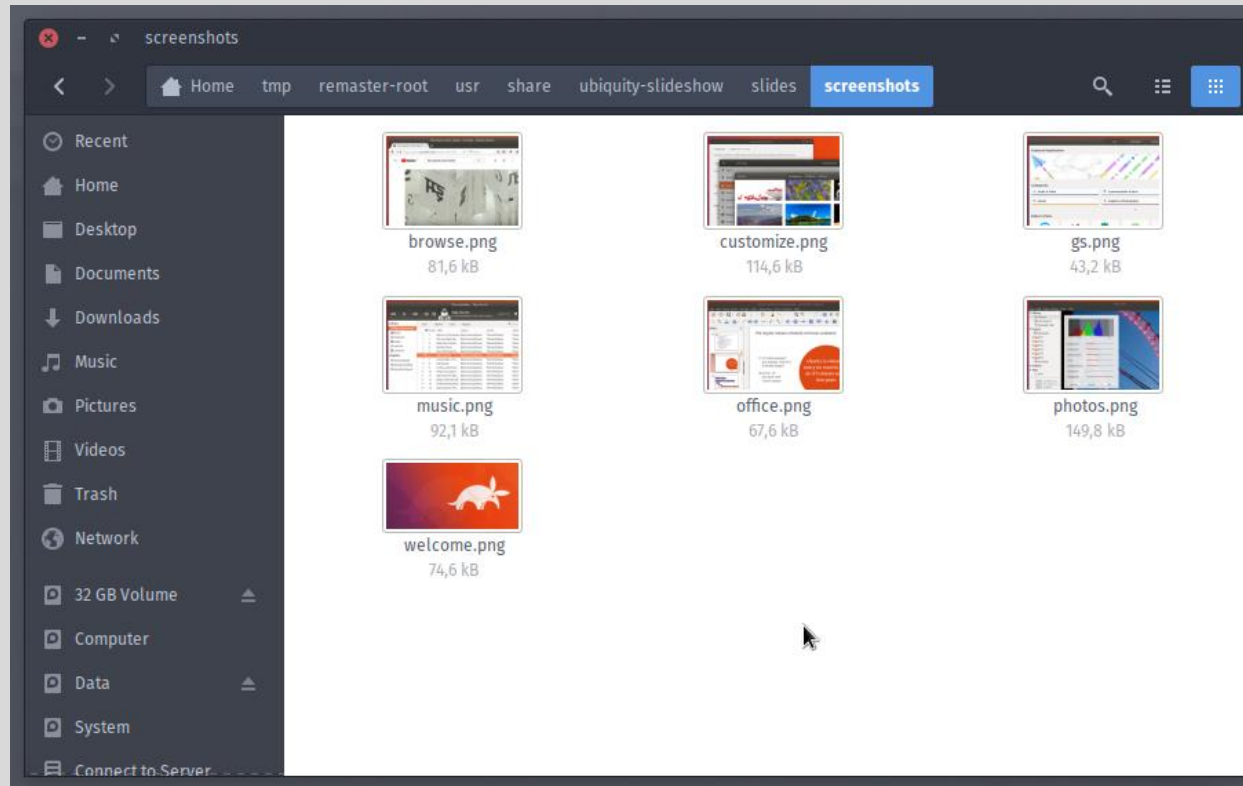 screenshots
Home tmp remaster-root usr share ubiquity-slideshow slides screenshots
Recent
Home
Desktop
Documents
Downloads
Music
Pictures
Videos
Trash
Network
32 GB Volume
Computer
Data
System
Connect to Server
browse.png customize.png gs.png
81,6 kB 114,6 kB 43,2 kB
music.png office.png photos.png
92,1 kB 67,6 kB 149,8 kB
welcome.png
74,6 kB